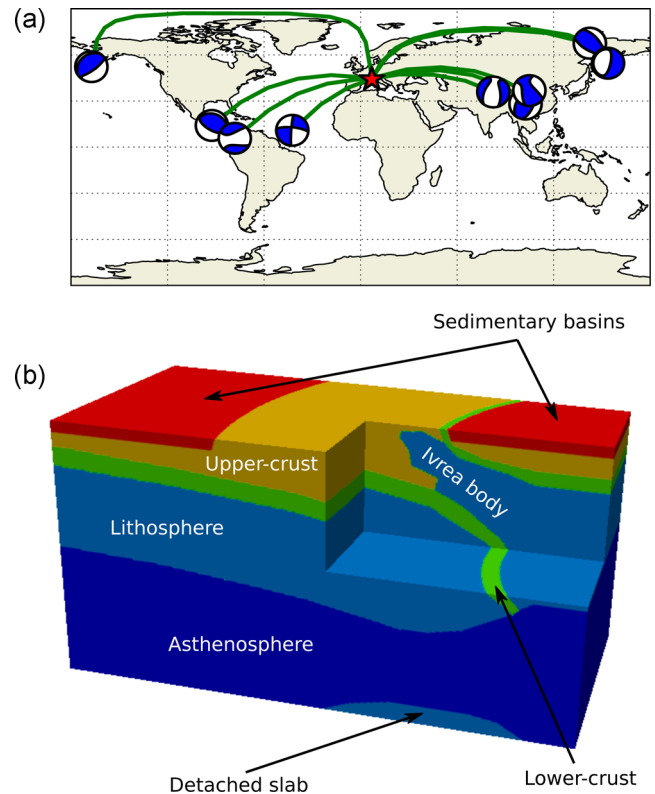 (a)
(b)
Sedimentary basins
Upper-crust
Ivrea body
Lithosphere
Asthenosphere
Detached slab
Lower-crust